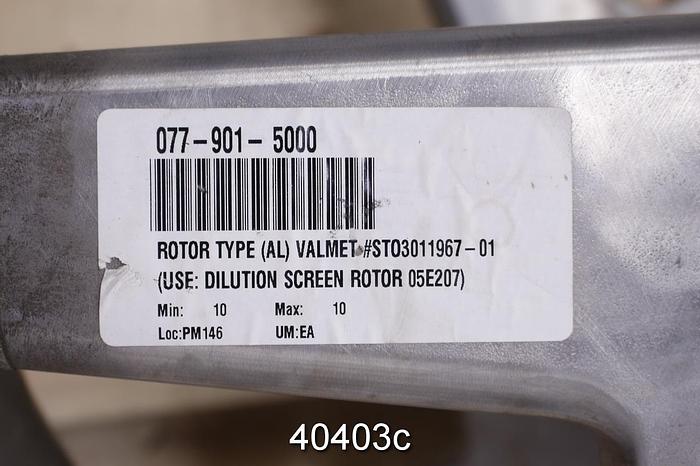 077-901-5000
ROTOR TYPE (AL) VALMET #STO3011967-01
(USE: DILUTION SCREEN ROTOR 05E207)
Min: 10 Max: 10
Loc:PM146 UM:EA
40403c